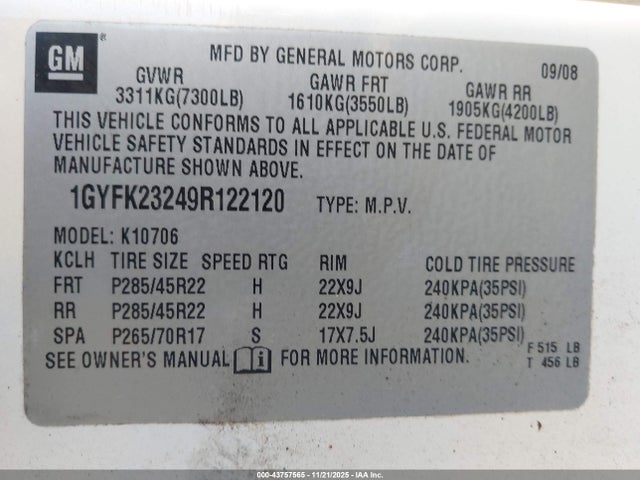 GM ®
MFD BY GENERAL MOTORS CORP. 09/08
GVWR GAWR FRT GAWR RR
3311KG(7300LB) 1610KG(3550LB) 1905KG(4200LB)
THIS VEHICLE CONFORMS TO ALL APPLICABLE U.S. FEDERAL MOTOR
VEHICLE SAFETY STANDARDS IN EFFECT ON THE DATE OF
MANUFACTURE SHOWN ABOVE.
1GYFK23249R122120 TYPE: M.P.V.
MODEL: K10706
KCLH TIRE SIZE SPEED RTG RIM COLD TIRE PRESSURE
FRT P285/45R22 H 22X9J 240KPA(35PSI)
RR P285/45R22 H 22X9J 240KPA(35PSI)
SPA P265/70R17 S 17X7.5J 240KPA(35PSI)
SEE OWNER'S MANUAL i FOR MORE INFORMATION.
F 515 LB
T 456 LB
000-43757565 - 11/21/2025 - IAAI.CA